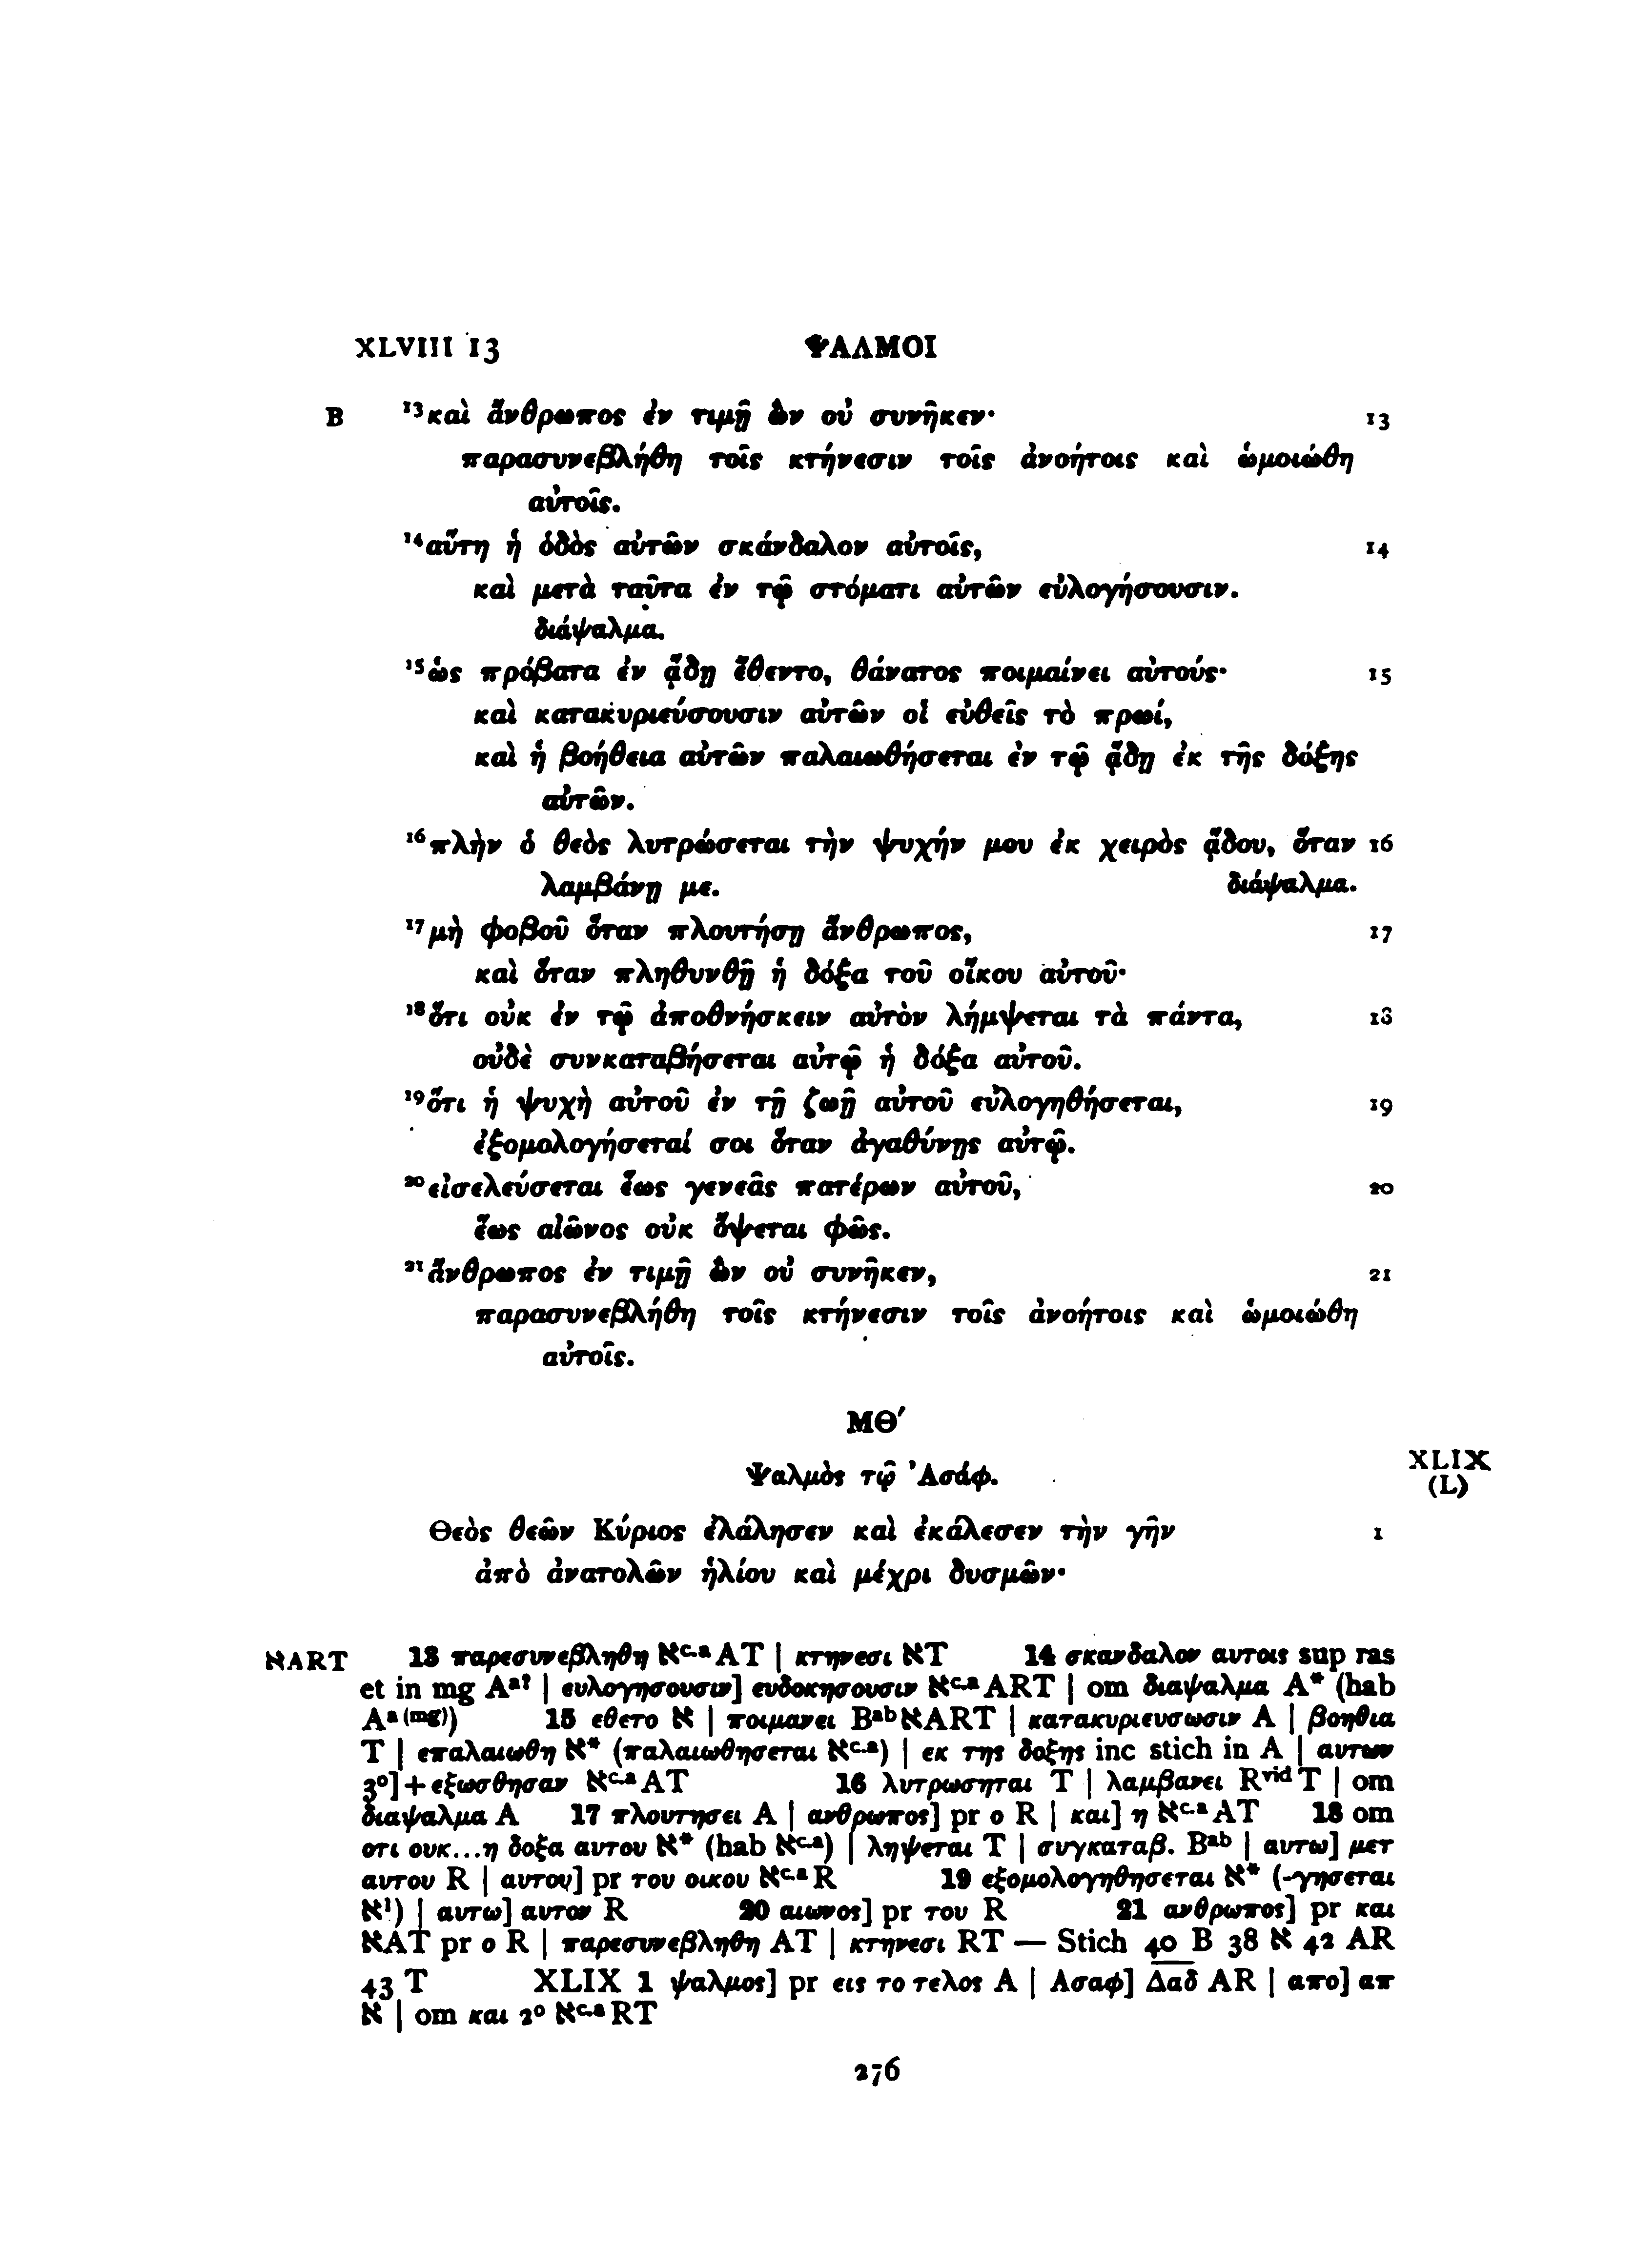 XLVIII 13 ΨΑΛΜΟΙ
B ¹³καὶ ἄνθρωπος ἐν τιμῇ ὢν οὐ συνῆκεν· 13
παρασυνεβλήθη τοῖς κτήνεσιν τοῖς ἀνοήτοις καὶ ὡμοιώθη
αὐτοῖς.
¹⁴αὕτη ἡ ὁδὸς αὐτῶν σκάνδαλον αὐτοῖς, 14
καὶ μετὰ ταῦτα ἐν τῷ στόματι αὐτῶν εὐλογήσουσιν.
διάψαλμα.
¹⁵ὡς πρόβατα ἐν ᾅδῃ ἔθεντο, θάνατος ποιμαίνει αὐτούς· 15
καὶ κατακυριεύσουσιν αὐτῶν οἱ εὐθεῖς τὸ πρωί,
καὶ ἡ βοήθεια αὐτῶν παλαιωθήσεται ἐν τῷ ᾅδῃ ἐκ τῆς δόξης
αὐτῶν.
¹⁶πλὴν ὁ θεὸς λυτρώσεται τὴν ψυχήν μου ἐκ χειρὸς ᾅδου, ὅταν 16
λαμβάνῃ με. διάψαλμα.
¹⁷μὴ φοβοῦ ὅταν πλουτήσῃ ἄνθρωπος, 17
καὶ ὅταν πληθυνθῇ ἡ δόξα τοῦ οἴκου αὐτοῦ·
¹⁸ὅτι οὐκ ἐν τῷ ἀποθνήσκειν αὐτὸν λήμψεται τὰ πάντα, 18
οὐδὲ συνκαταβήσεται αὐτῷ ἡ δόξα αὐτοῦ.
¹⁹ὅτι ἡ ψυχὴ αὐτοῦ ἐν τῇ ζωῇ αὐτοῦ εὐλογηθήσεται, 19
ἐξομολογήσεταί σοι ὅταν ἀγαθύνῃς αὐτῷ.
²⁰εἰσελεύσεται ἕως γενεᾶς πατέρων αὐτοῦ, 20
ἕως αἰῶνος οὐκ ὄψεται φῶς.
²¹ἄνθρωπος ἐν τιμῇ ὢν οὐ συνῆκεν, 21
παρασυνεβλήθη τοῖς κτήνεσιν τοῖς ἀνοήτοις καὶ ὡμοιώθη
αὐτοῖς.
ΜΘ′
XLIX
Ψαλμὸς τῷ Ἀσάφ.
(L)
Θεὸς θεῶν Κύριος ἐλάλησεν καὶ ἐκάλεσεν τὴν γῆν 1
ἀπὸ ἀνατολῶν ἡλίου καὶ μέχρι δυσμῶν·
אART 13 παρεσυνεβληθη א^c.a AT | κτηνεσι אT 14 σκανδαλον αυτοις sup ras
et in mg A^a? | ευλογησουσιν] ευδοκησουσιν א^c.a ART | om διαψαλμα A* (hab
A^a (mg)) 15 εθετο א | ποιμανει B^ab אART | κατακυριευσωσιν A | βοηθια
T | επαλαιωθη א* (παλαιωθησεται א^c.a) | εκ της δοξης inc stich in A | αυτων
3°]+εξωσθησαν א^c.a AT 16 λυτρωσηται T | λαμβανει R^vid T | om
διαψαλμα A 17 πλουτησει A | ανθρωπος] pr ο R | και] η א^c.a AT 18 om
οτι ουκ...η δοξα αυτου א* (hab א^c.a) | ληψεται T | συγκαταβ. B^ab | αυτω] μετ
αυτου R | αυτου] pr του οικου א^c.a R 19 εξομολογηθησεται א* (-γησεται
א¹) | αυτω] αυτον R 20 αιωνος] pr του R 21 ανθρωπος] pr και
אAT pr ο R | παρεσυνεβληθη AT | κτηνεσι RT — Stich 40 B 38 א 42 AR
43 T XLIX 1 ψαλμος] pr εις το τελος A | Ασαφ] Δαδ AR | απο] απ
א | om και 2° א^c.a RT
276